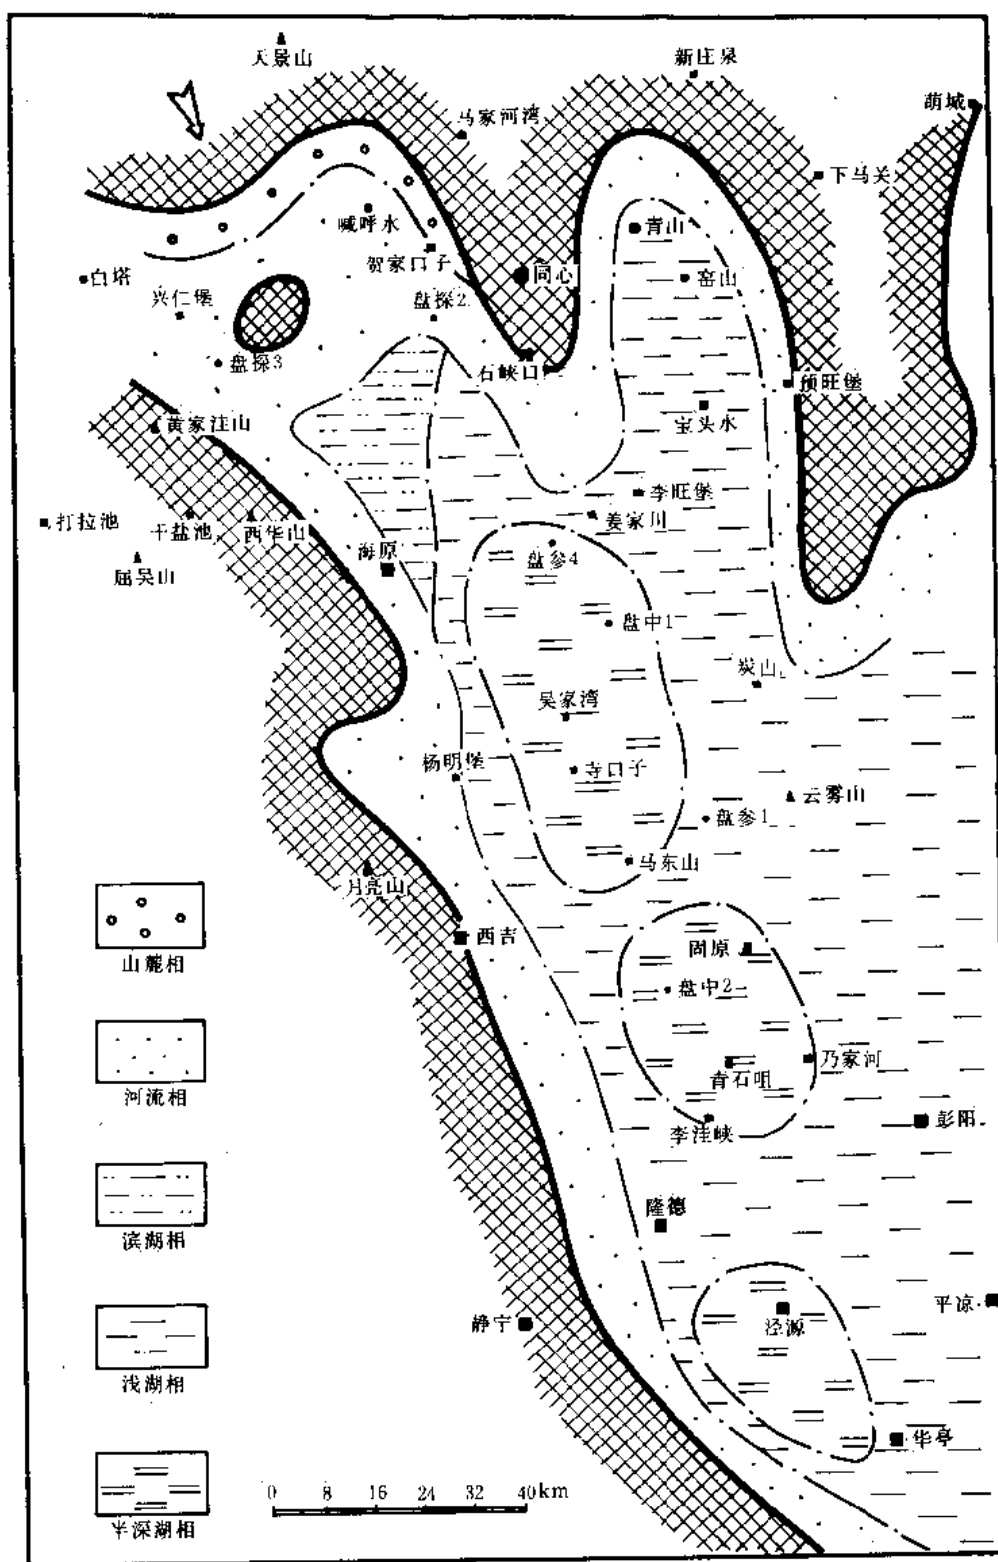 天景山
新庄泉
萌城
马家河湾
下马关
喊呼水
青山
贺家口子
白塔
同心
窑山
兴仁堡
盘探2
盘探3
石峡口
预旺堡
黄家洼山
宝头水
李旺堡
打拉池
干盐池
西华山
姜家川
海原
盘参4
屈吴山
盘中1
炭山
吴家湾
杨明堡
寺口子
云雾山
盘参1
马东山
月亮山
西吉
固原
山麓相
盘中2
乃家河
青石咀
河流相
彭阳
李洼峡
隆德
滨湖相
平凉
静宁
泾源
浅湖相
华亭
0 8 16 24 32 40km
半深湖相